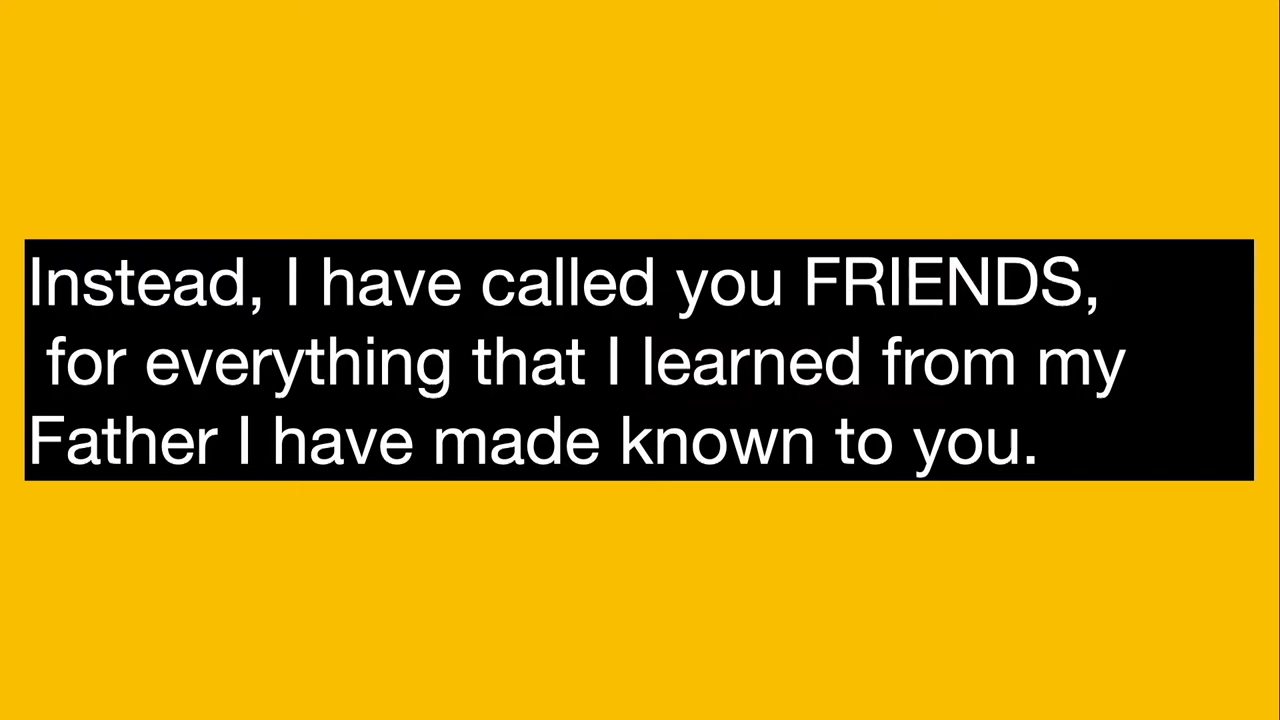 Instead, I have called you FRIENDS,
for everything that I learned from my
Father I have made known to you.